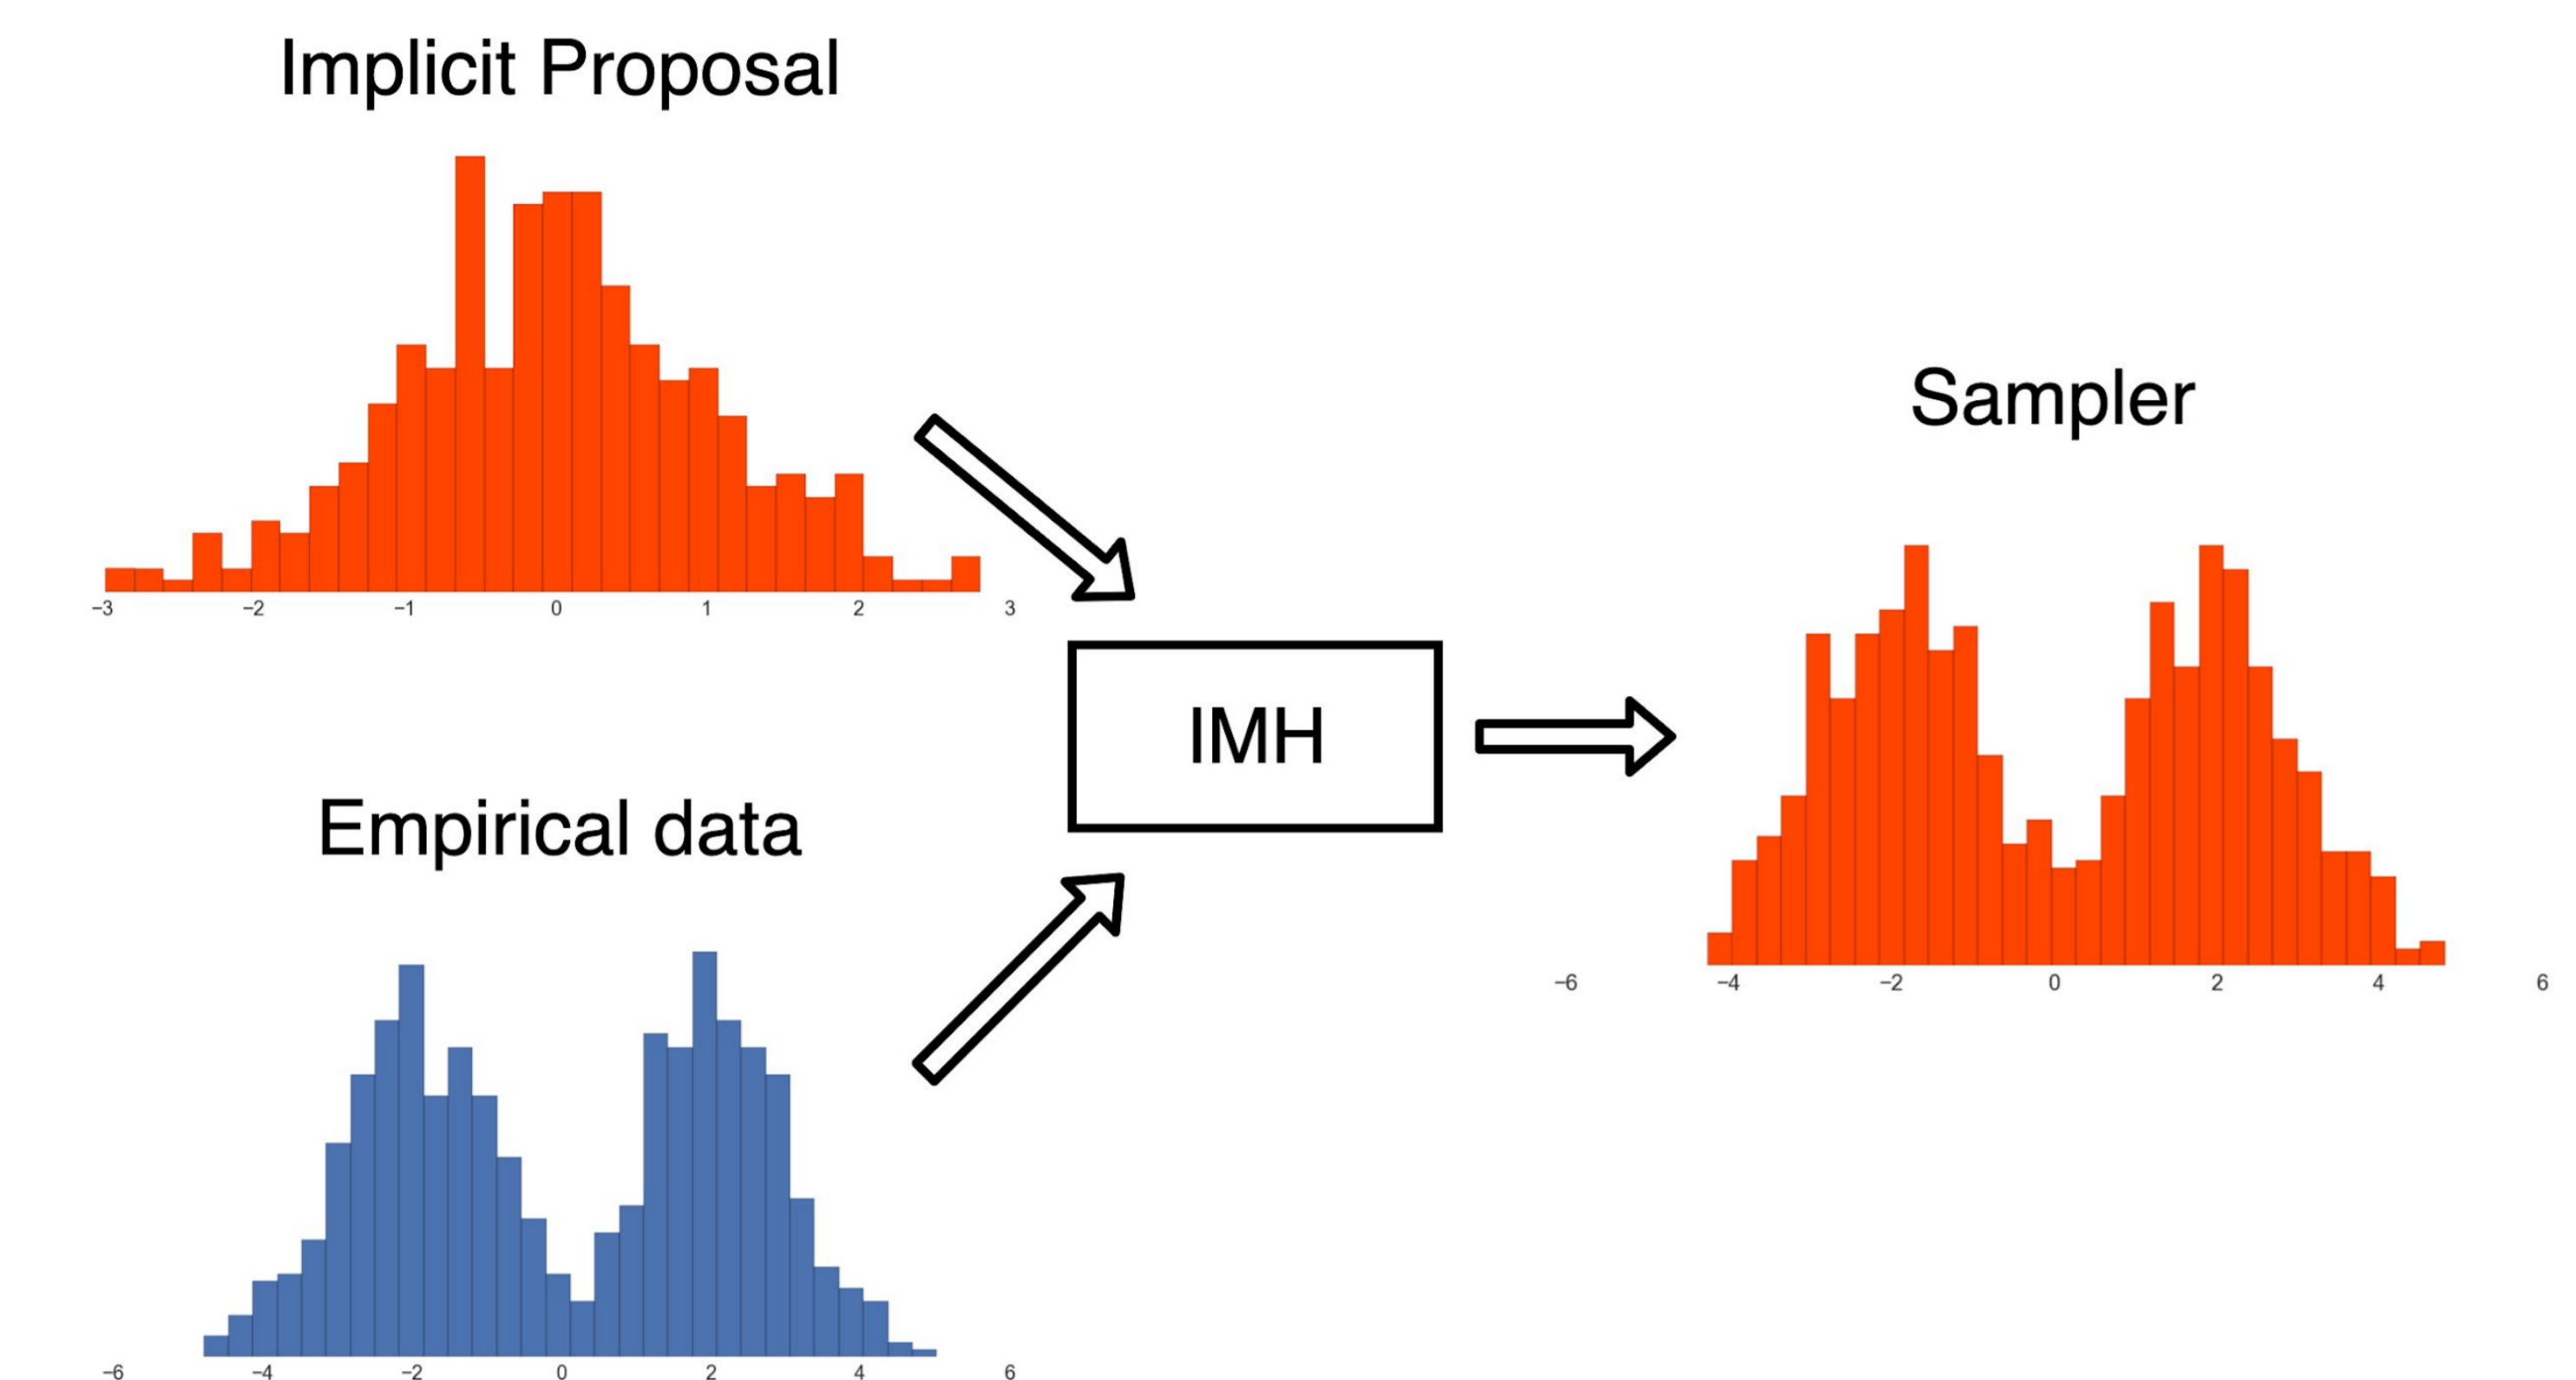 Implicit Proposal
−3 −2 −1 0 1 2 3
Empirical data
−6 −4 −2 0 2 4 6
IMH
Sampler
−6 −4 −2 0 2 4 6